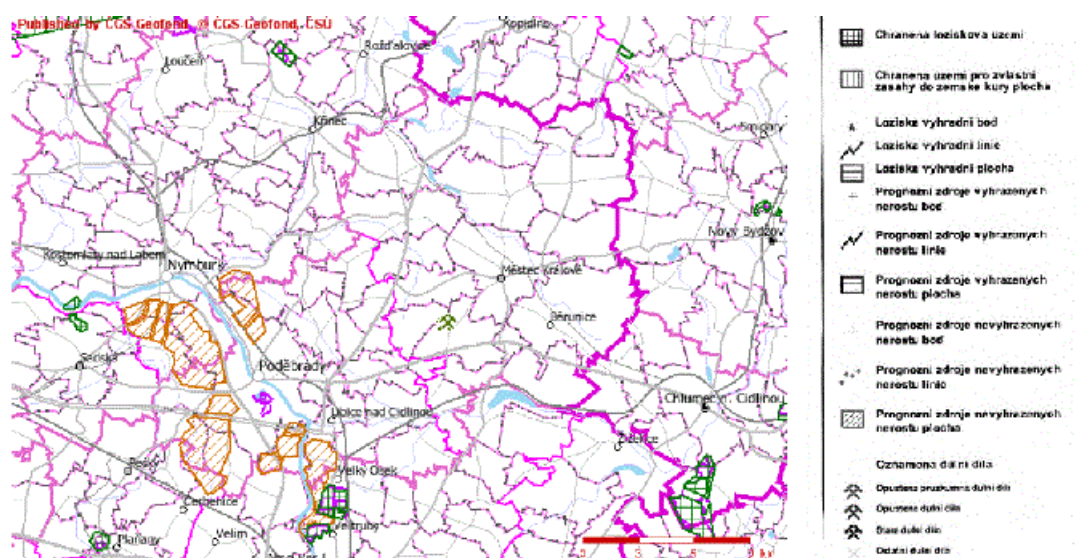 Published by CGS-Geofond, @ CGS Geofond, ČSÚ
Kopidlno
Rožďalovice
Loučeň
Křinec
Smidary
Nový Bydžov
Kostomlaty nad Labem
Nymburk
Městec Králové
Běrunice
Sadská
Poděbrady
Chlumec n. Cidlinou
Libice nad Cidlinou
Žiželice
Pečky
Velký Osek
Cerhenice
Veltruby
Plaňany
Velim
Chranena loziskova uzemi
Chranena uzemi pro zvlastni
zasahy do zemske kury plocha
Loziska vyhradni bod
Loziska vyhradni linie
Loziska vyhradni plocha
Prognozni zdroje vyhrazenych
nerostu bod
Prognozni zdroje vyhrazenych
nerostu linie
Prognozni zdroje vyhrazenych
nerostu plocha
Prognozni zdroje nevyhrazenych
nerostu bod
Prognozni zdroje nevyhrazenych
nerostu linie
Prognozni zdroje nevyhrazenych
nerostu plocha
Oznamena dulni dila
Opustena pruzkumna dulni dila
Opustena dulni dila
Stara dulni dila
Ostatni dulni dila